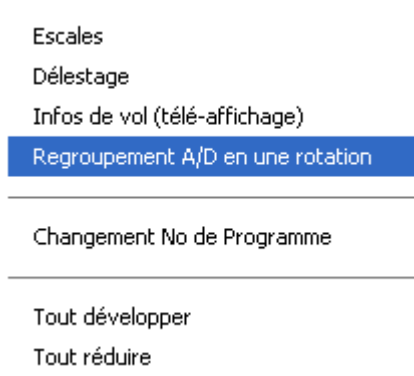 Escales
Délestage
Infos de vol (télé-affichage)
Regroupement A/D en une rotation
Changement No de Programme
Tout développer
Tout réduire